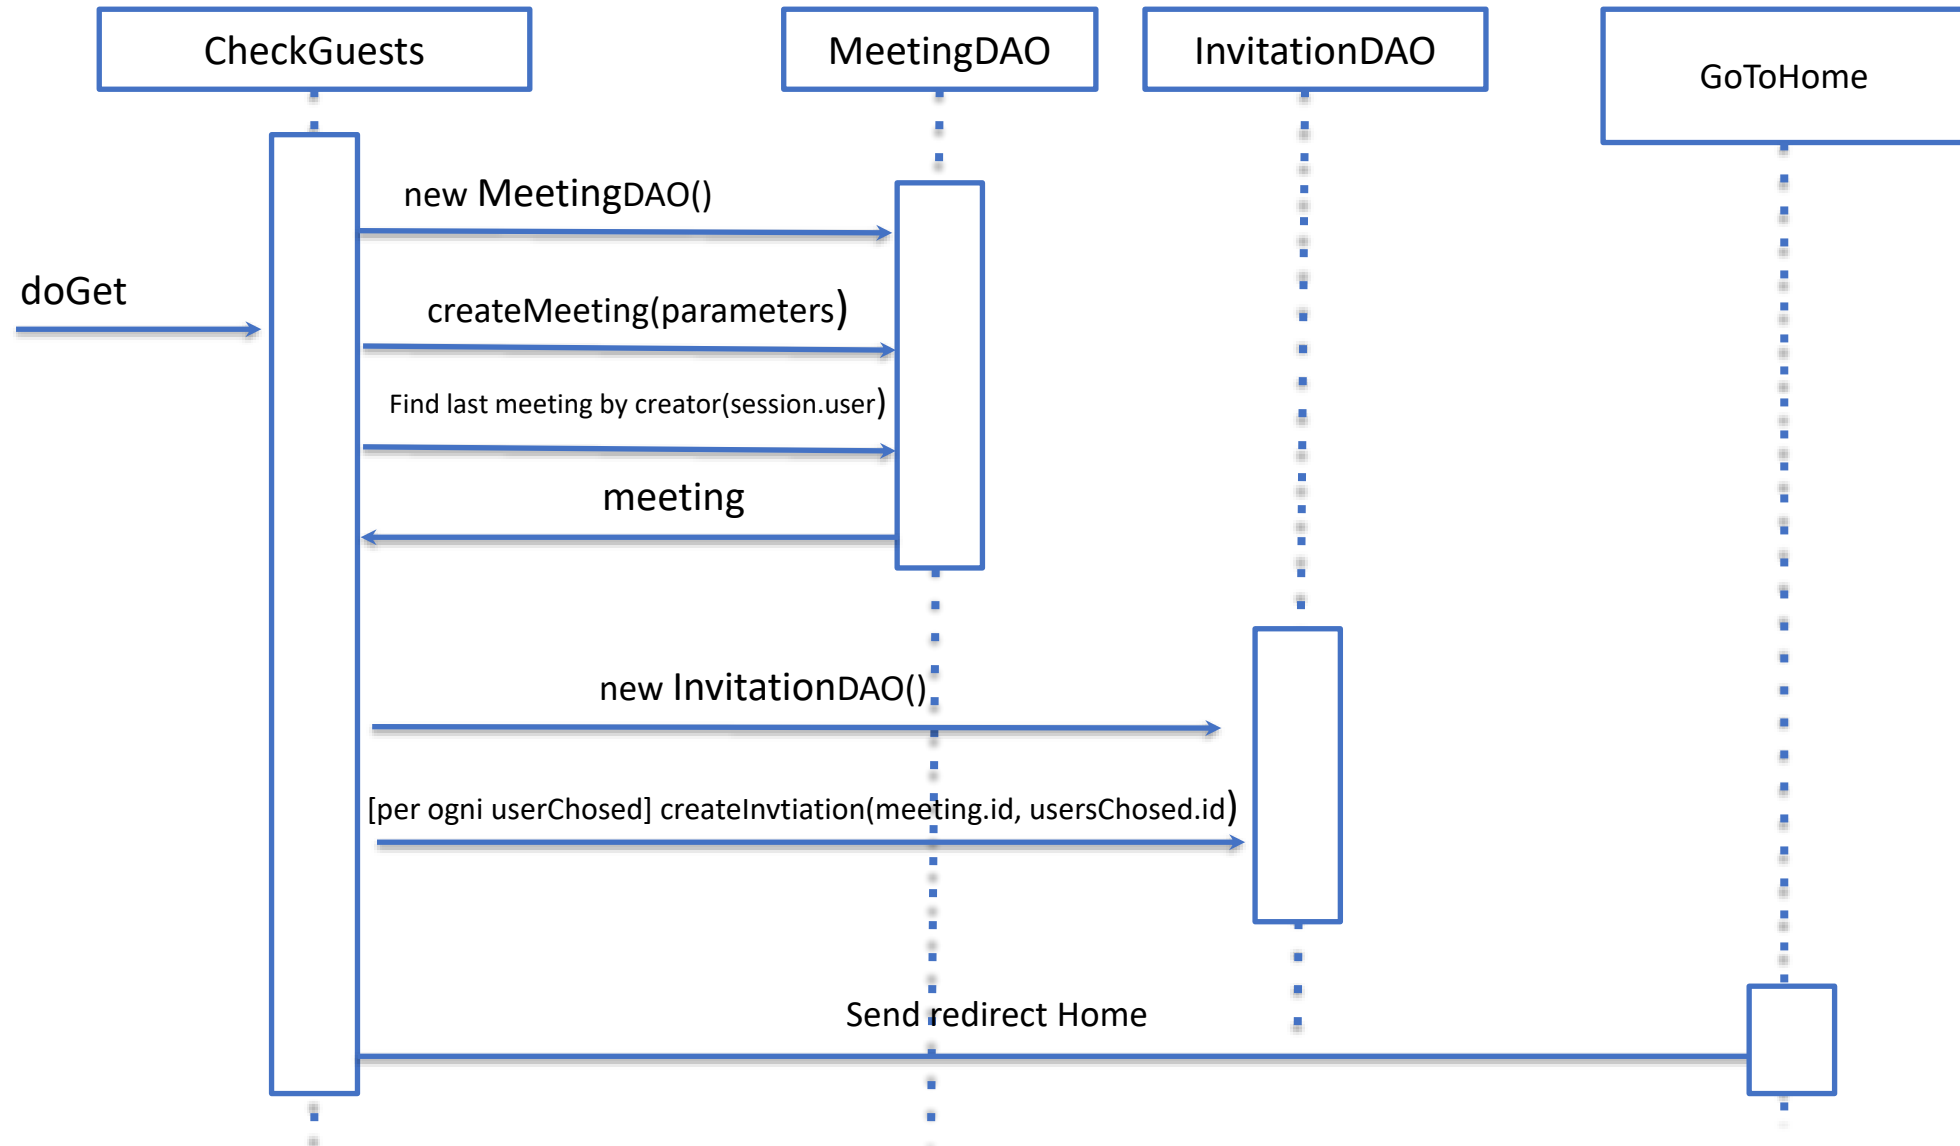 CheckGuests
MeetingDAO
InvitationDAO
GoToHome
new MeetingDAO()
doGet
createMeeting(parameters)
Find last meeting by creator(session.user)
meeting
new InvitationDAO()
[per ogni userChosed] createInvtiation(meeting.id, usersChosed.id)
Send redirect Home